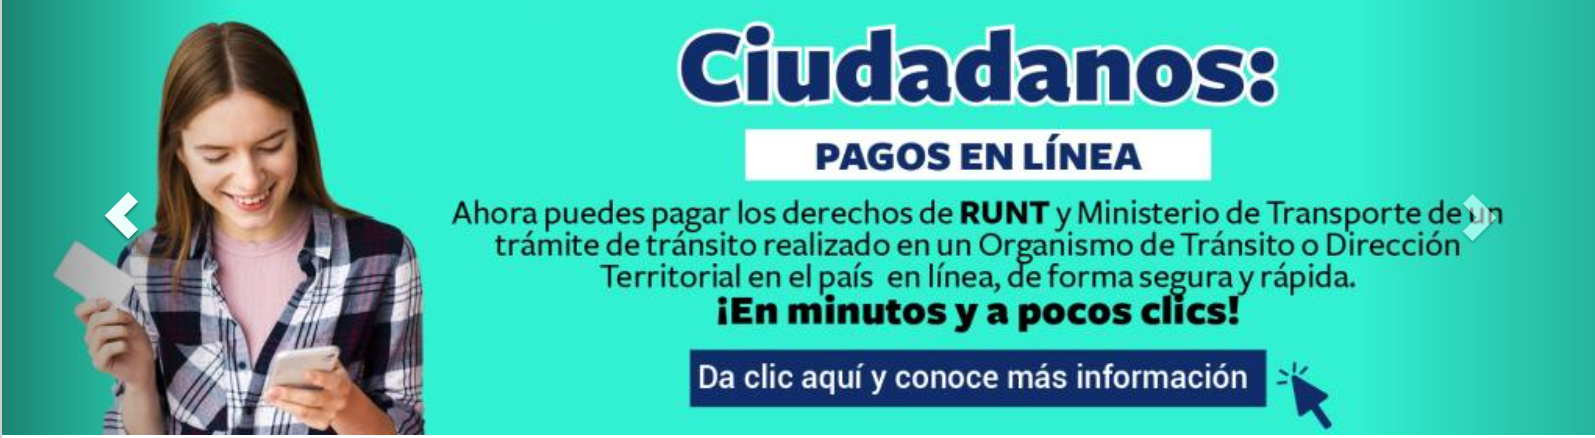 Ciudadanos:
PAGOS EN LÍNEA
Ahora puedes pagar los derechos de RUNT y Ministerio de Transporte de un
trámite de tránsito realizado en un Organismo de Tránsito o Dirección
Territorial en el país en línea, de forma segura y rápida.
¡En minutos y a pocos clics!
Da clic aquí y conoce más información